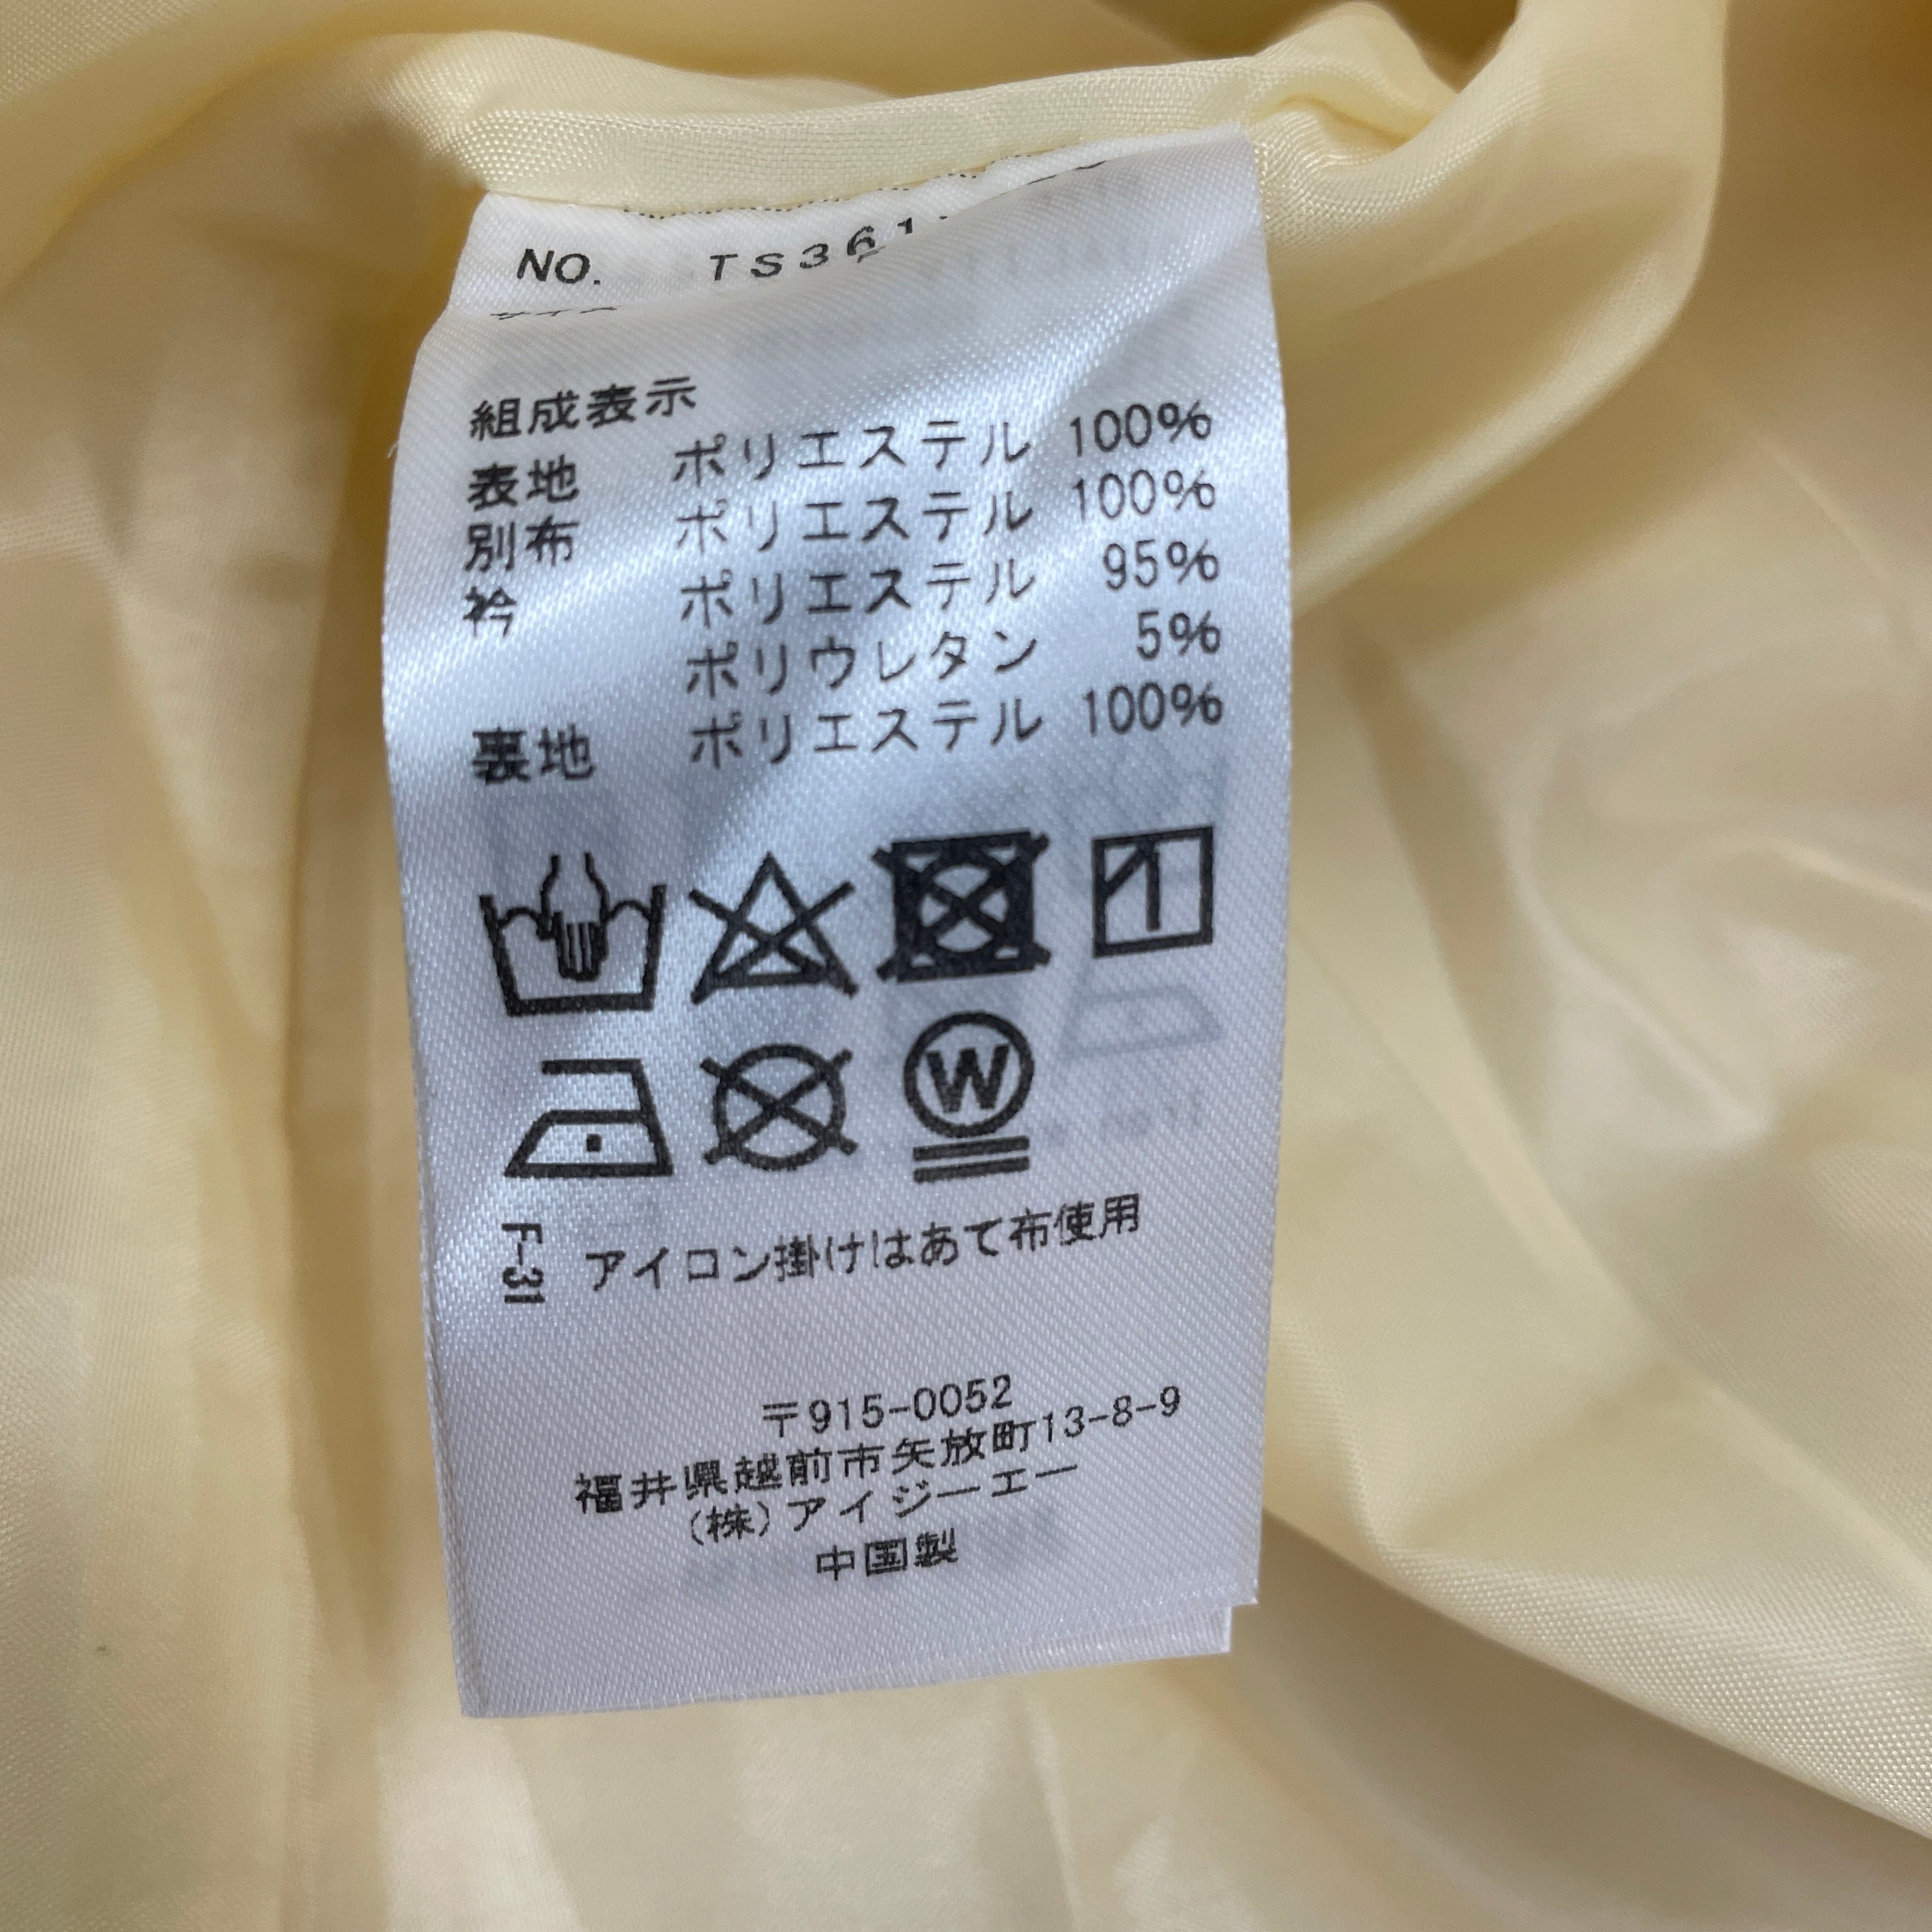 NO. TS361
サイズ
組成表示
表地 ポリエステル 100%
別布 ポリエステル 100%
衿 ポリエステル 95%
ポリウレタン 5%
裏地 ポリエステル 100%
W
F-31 アイロン掛けはあて布使用
〒915-0052
福井県越前市矢放町13-8-9
(株)アイジーエー
中国製